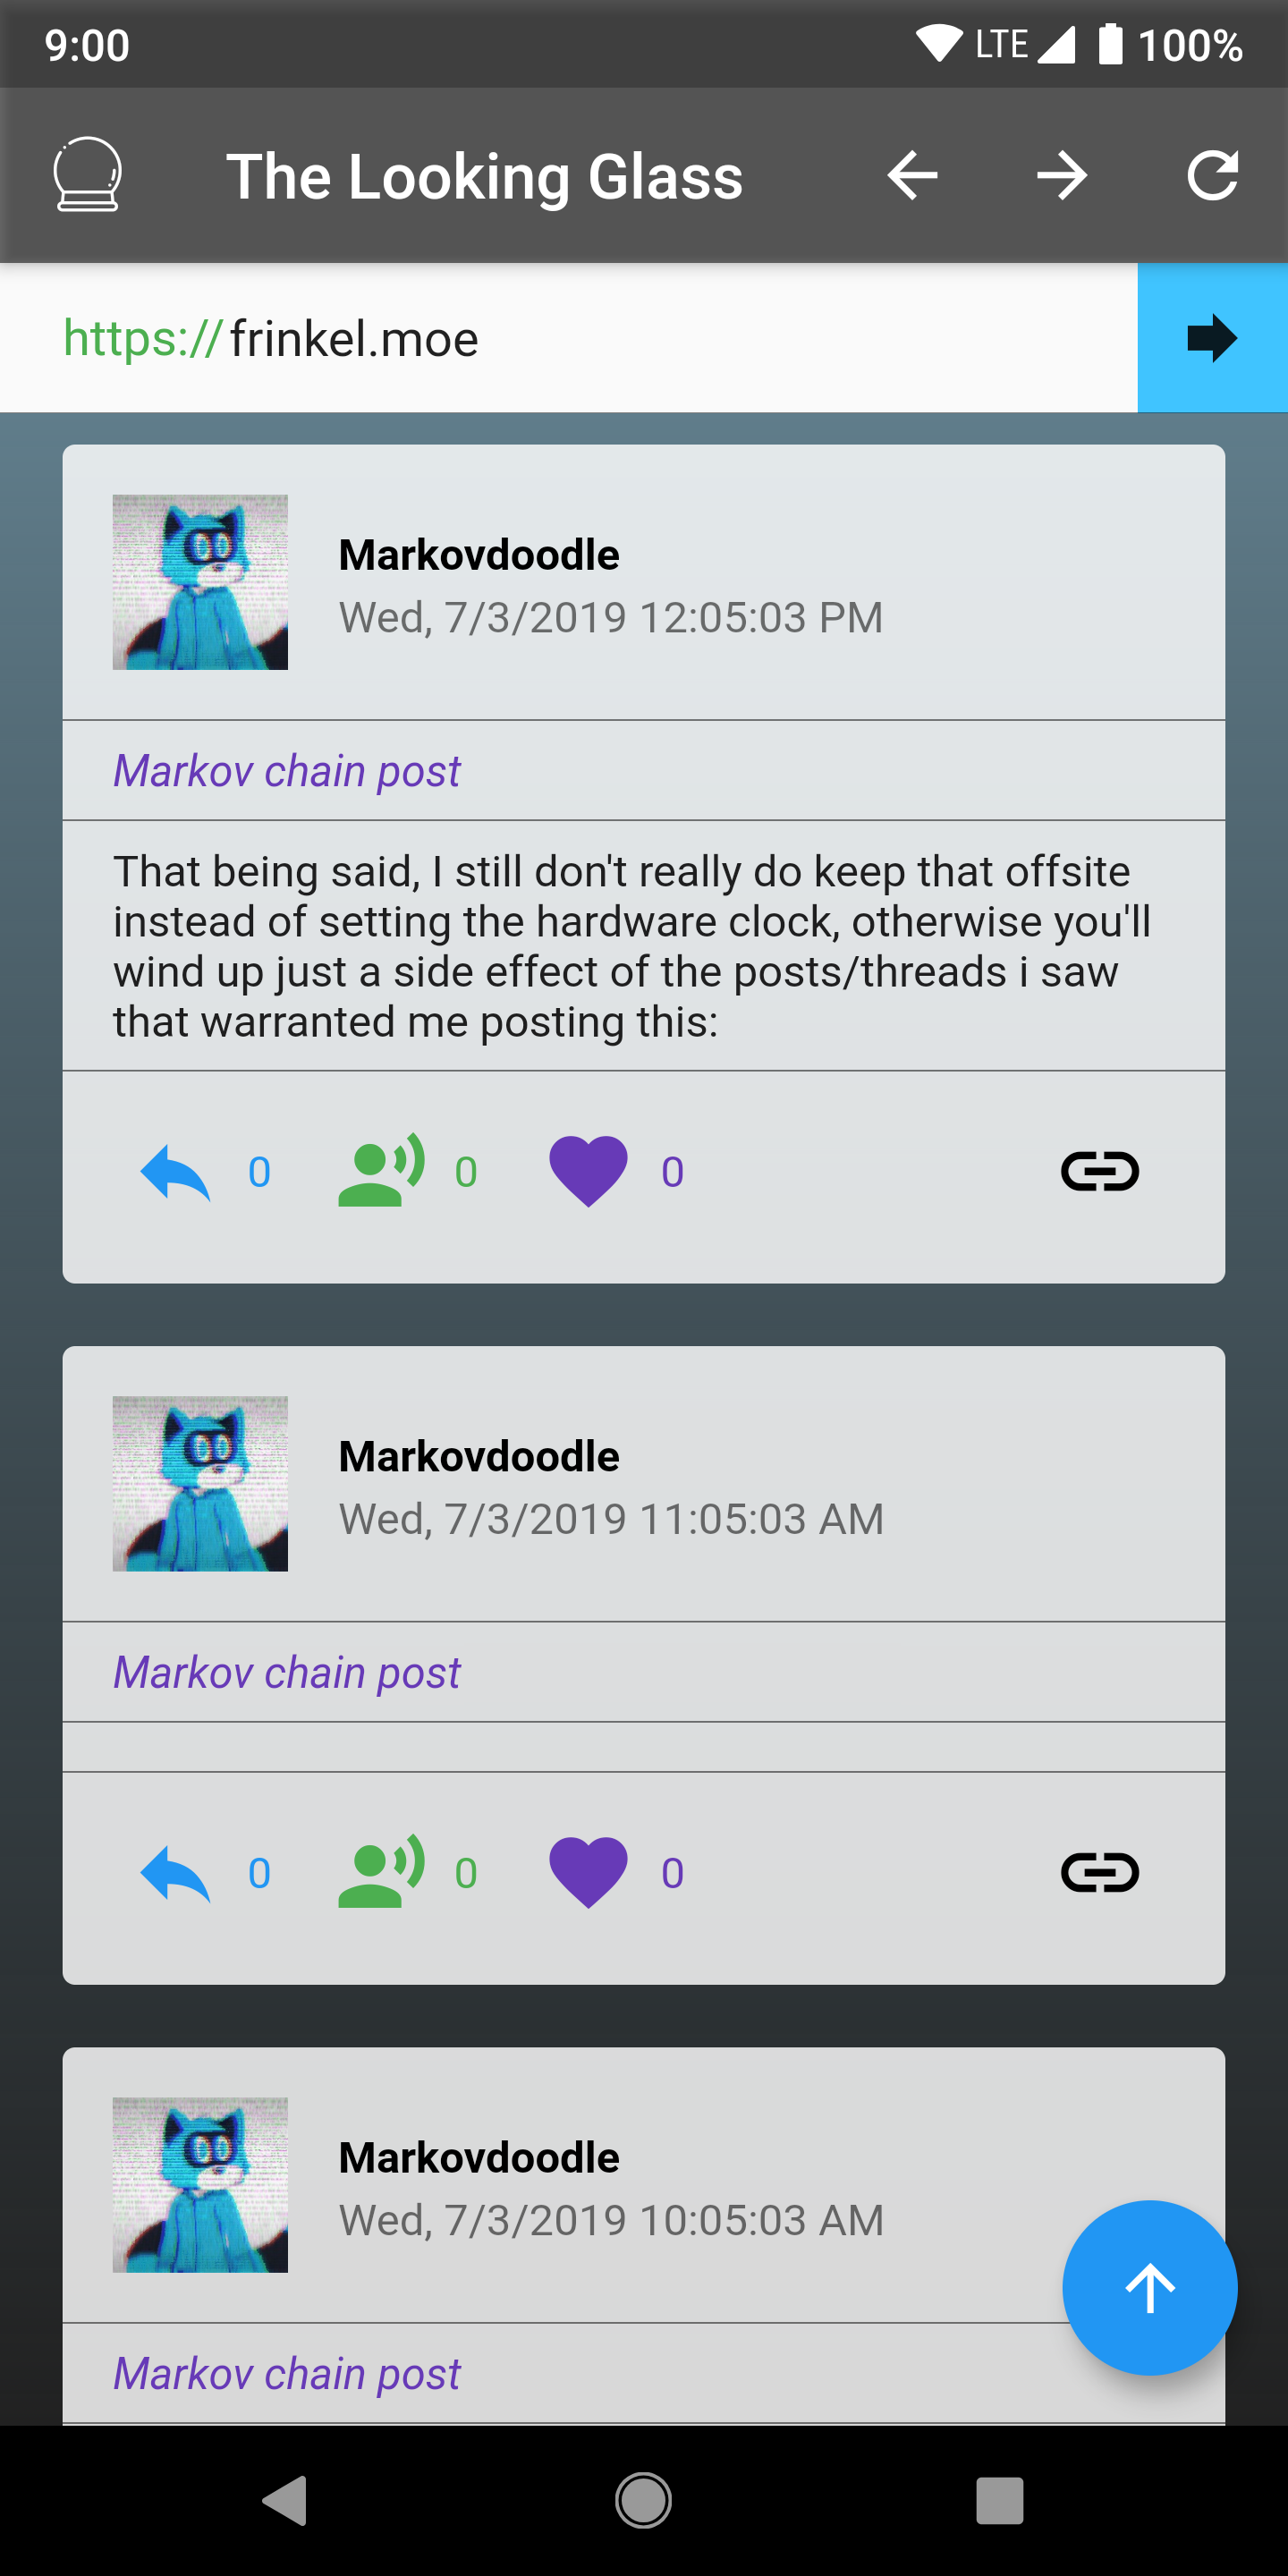 9:00 LTE 100%
The Looking Glass
https://frinkel.moe
Markovdoodle
Wed, 7/3/2019 12:05:03 PM
Markov chain post
That being said, I still don't really do keep that offsite
instead of setting the hardware clock, otherwise you'll
wind up just a side effect of the posts/threads i saw
that warranted me posting this:
0 0 0
Markovdoodle
Wed, 7/3/2019 11:05:03 AM
Markov chain post
0 0 0
Markovdoodle
Wed, 7/3/2019 10:05:03 AM
Markov chain post